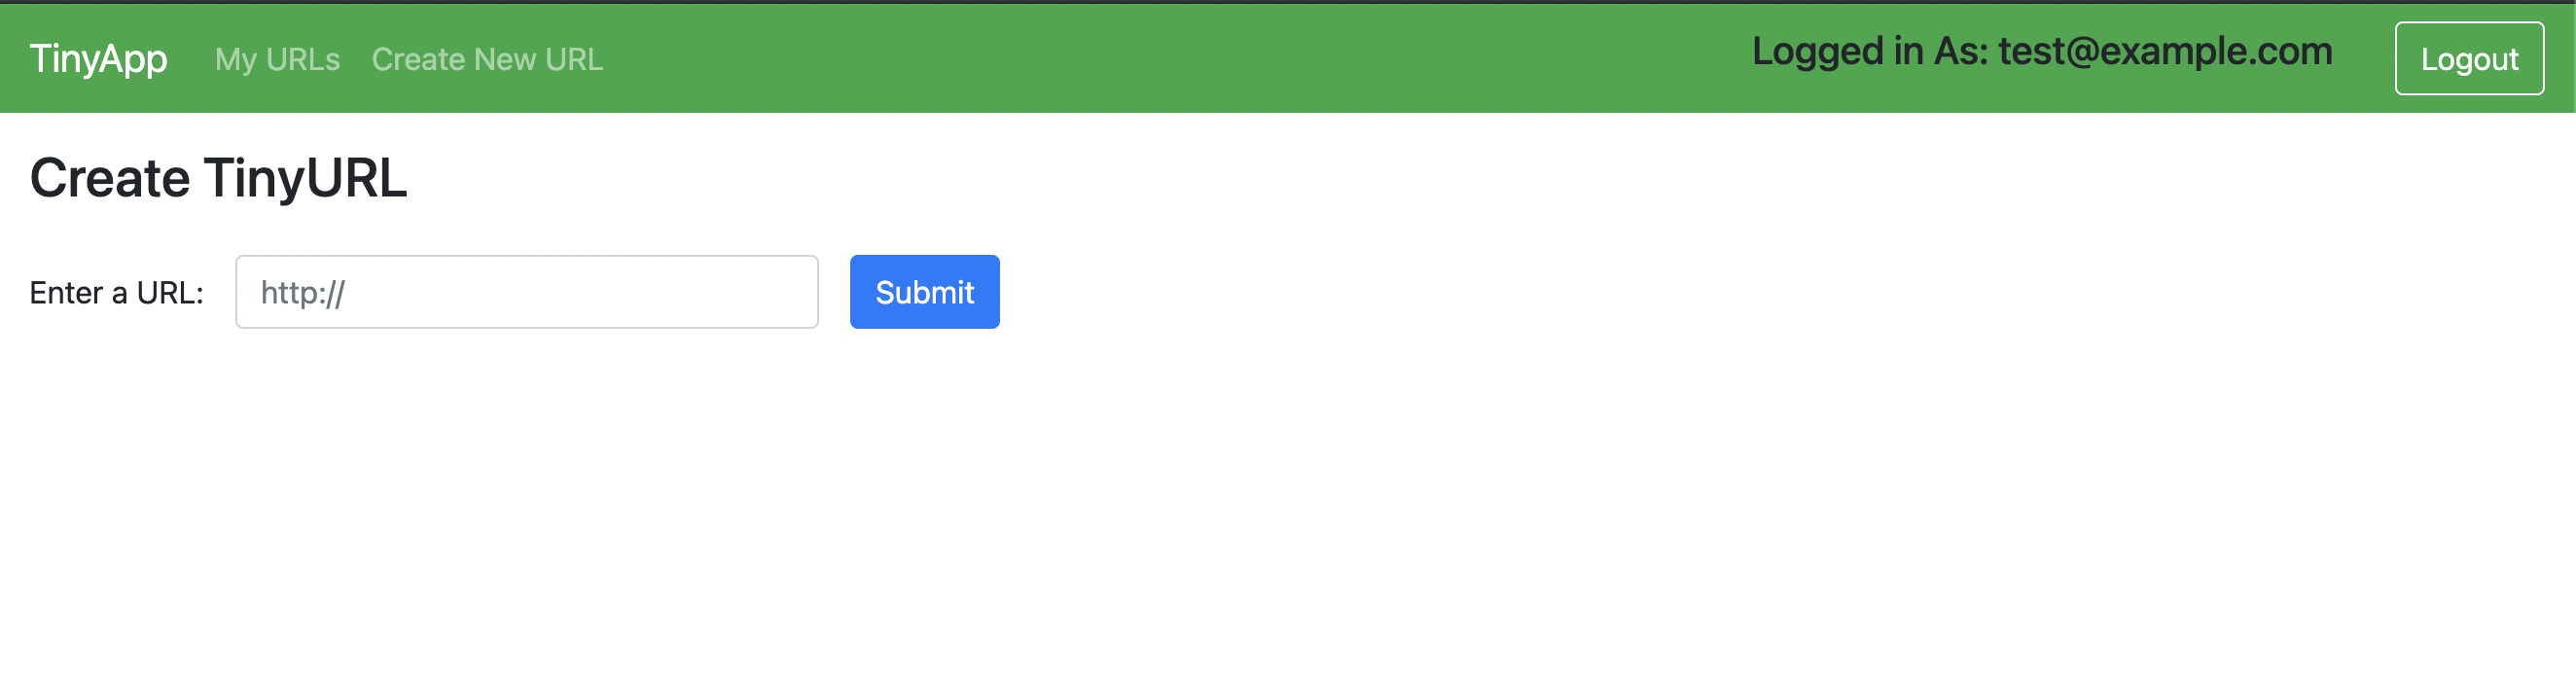 TinyApp My URLs Create New URL Logged in As: test@example.com Logout
Create TinyURL
Enter a URL: http:// Submit